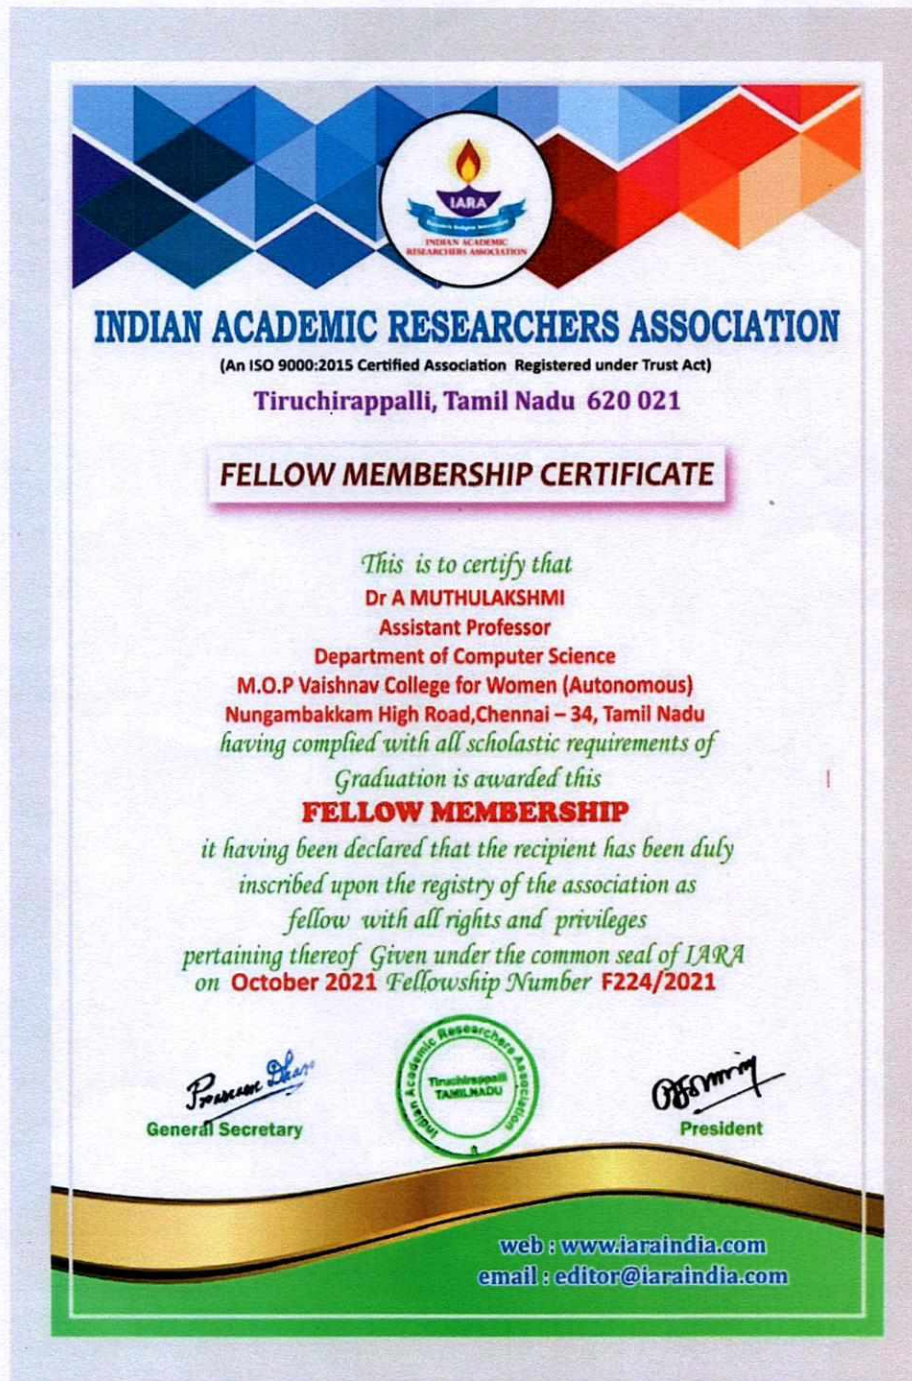 IARA
INDIAN ACADEMIC
RESEARCHERS ASSOCIATION
INDIAN ACADEMIC RESEARCHERS ASSOCIATION
(An ISO 9000:2015 Certified Association Registered under Trust Act)
Tiruchirappalli, Tamil Nadu 620 021
FELLOW MEMBERSHIP CERTIFICATE
This is to certify that
Dr A MUTHULAKSHMI
Assistant Professor
Department of Computer Science
M.O.P Vaishnav College for Women (Autonomous)
Nungambakkam High Road,Chennai – 34, Tamil Nadu
having complied with all scholastic requirements of
Graduation is awarded this
FELLOW MEMBERSHIP
it having been declared that the recipient has been duly
inscribed upon the registry of the association as
fellow with all rights and privileges
pertaining thereof Given under the common seal of IARA
on October 2021 Fellowship Number F224/2021
Indian Academic Researchers Association
Tiruchirappalli
TAMILNADU
General Secretary
President
web : www.iaraindia.com
email : editor@iaraindia.com